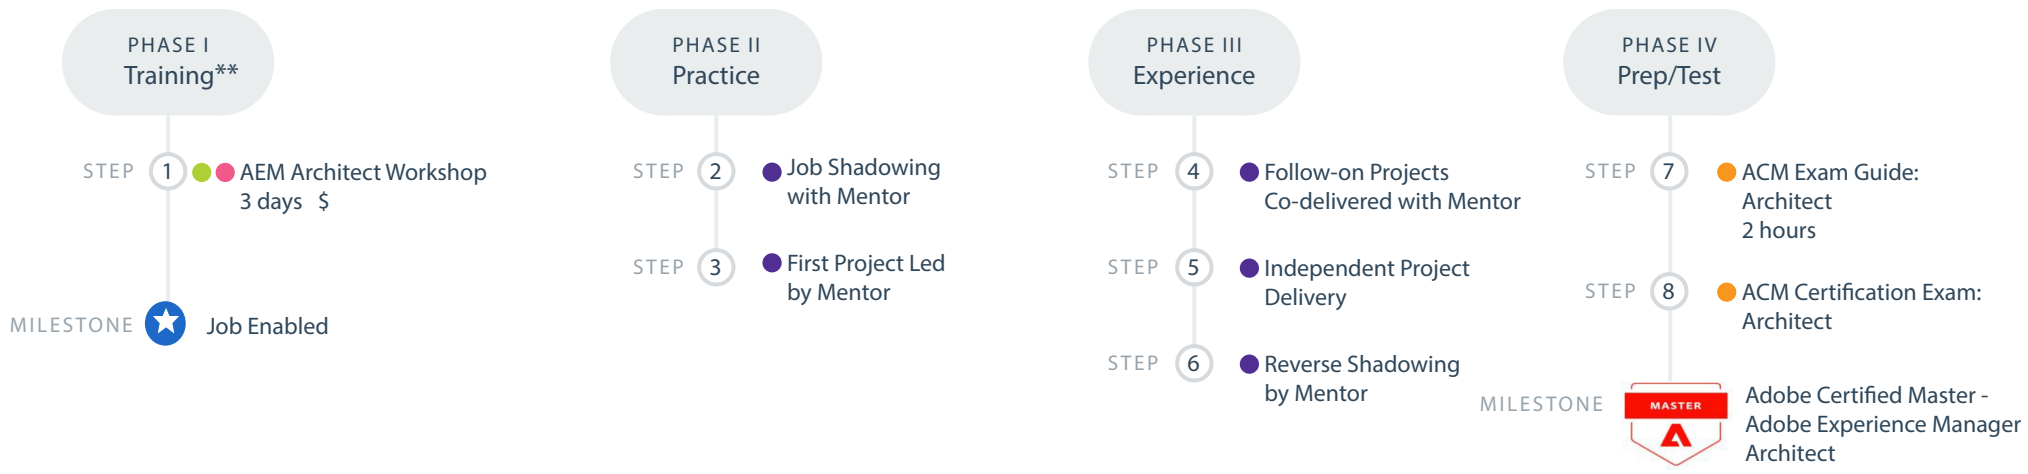 PHASE I
Training**
STEP 1 AEM Architect Workshop
3 days $
MILESTONE Job Enabled
PHASE II
Practice
STEP 2 Job Shadowing
with Mentor
STEP 3 First Project Led
by Mentor
PHASE III
Experience
STEP 4 Follow-on Projects
Co-delivered with Mentor
STEP 5 Independent Project
Delivery
STEP 6 Reverse Shadowing
by Mentor
PHASE IV
Prep/Test
STEP 7 ACM Exam Guide:
Architect
2 hours
STEP 8 ACM Certification Exam:
Architect
MILESTONE MASTER Adobe Certified Master -
Adobe Experience Manager
Architect